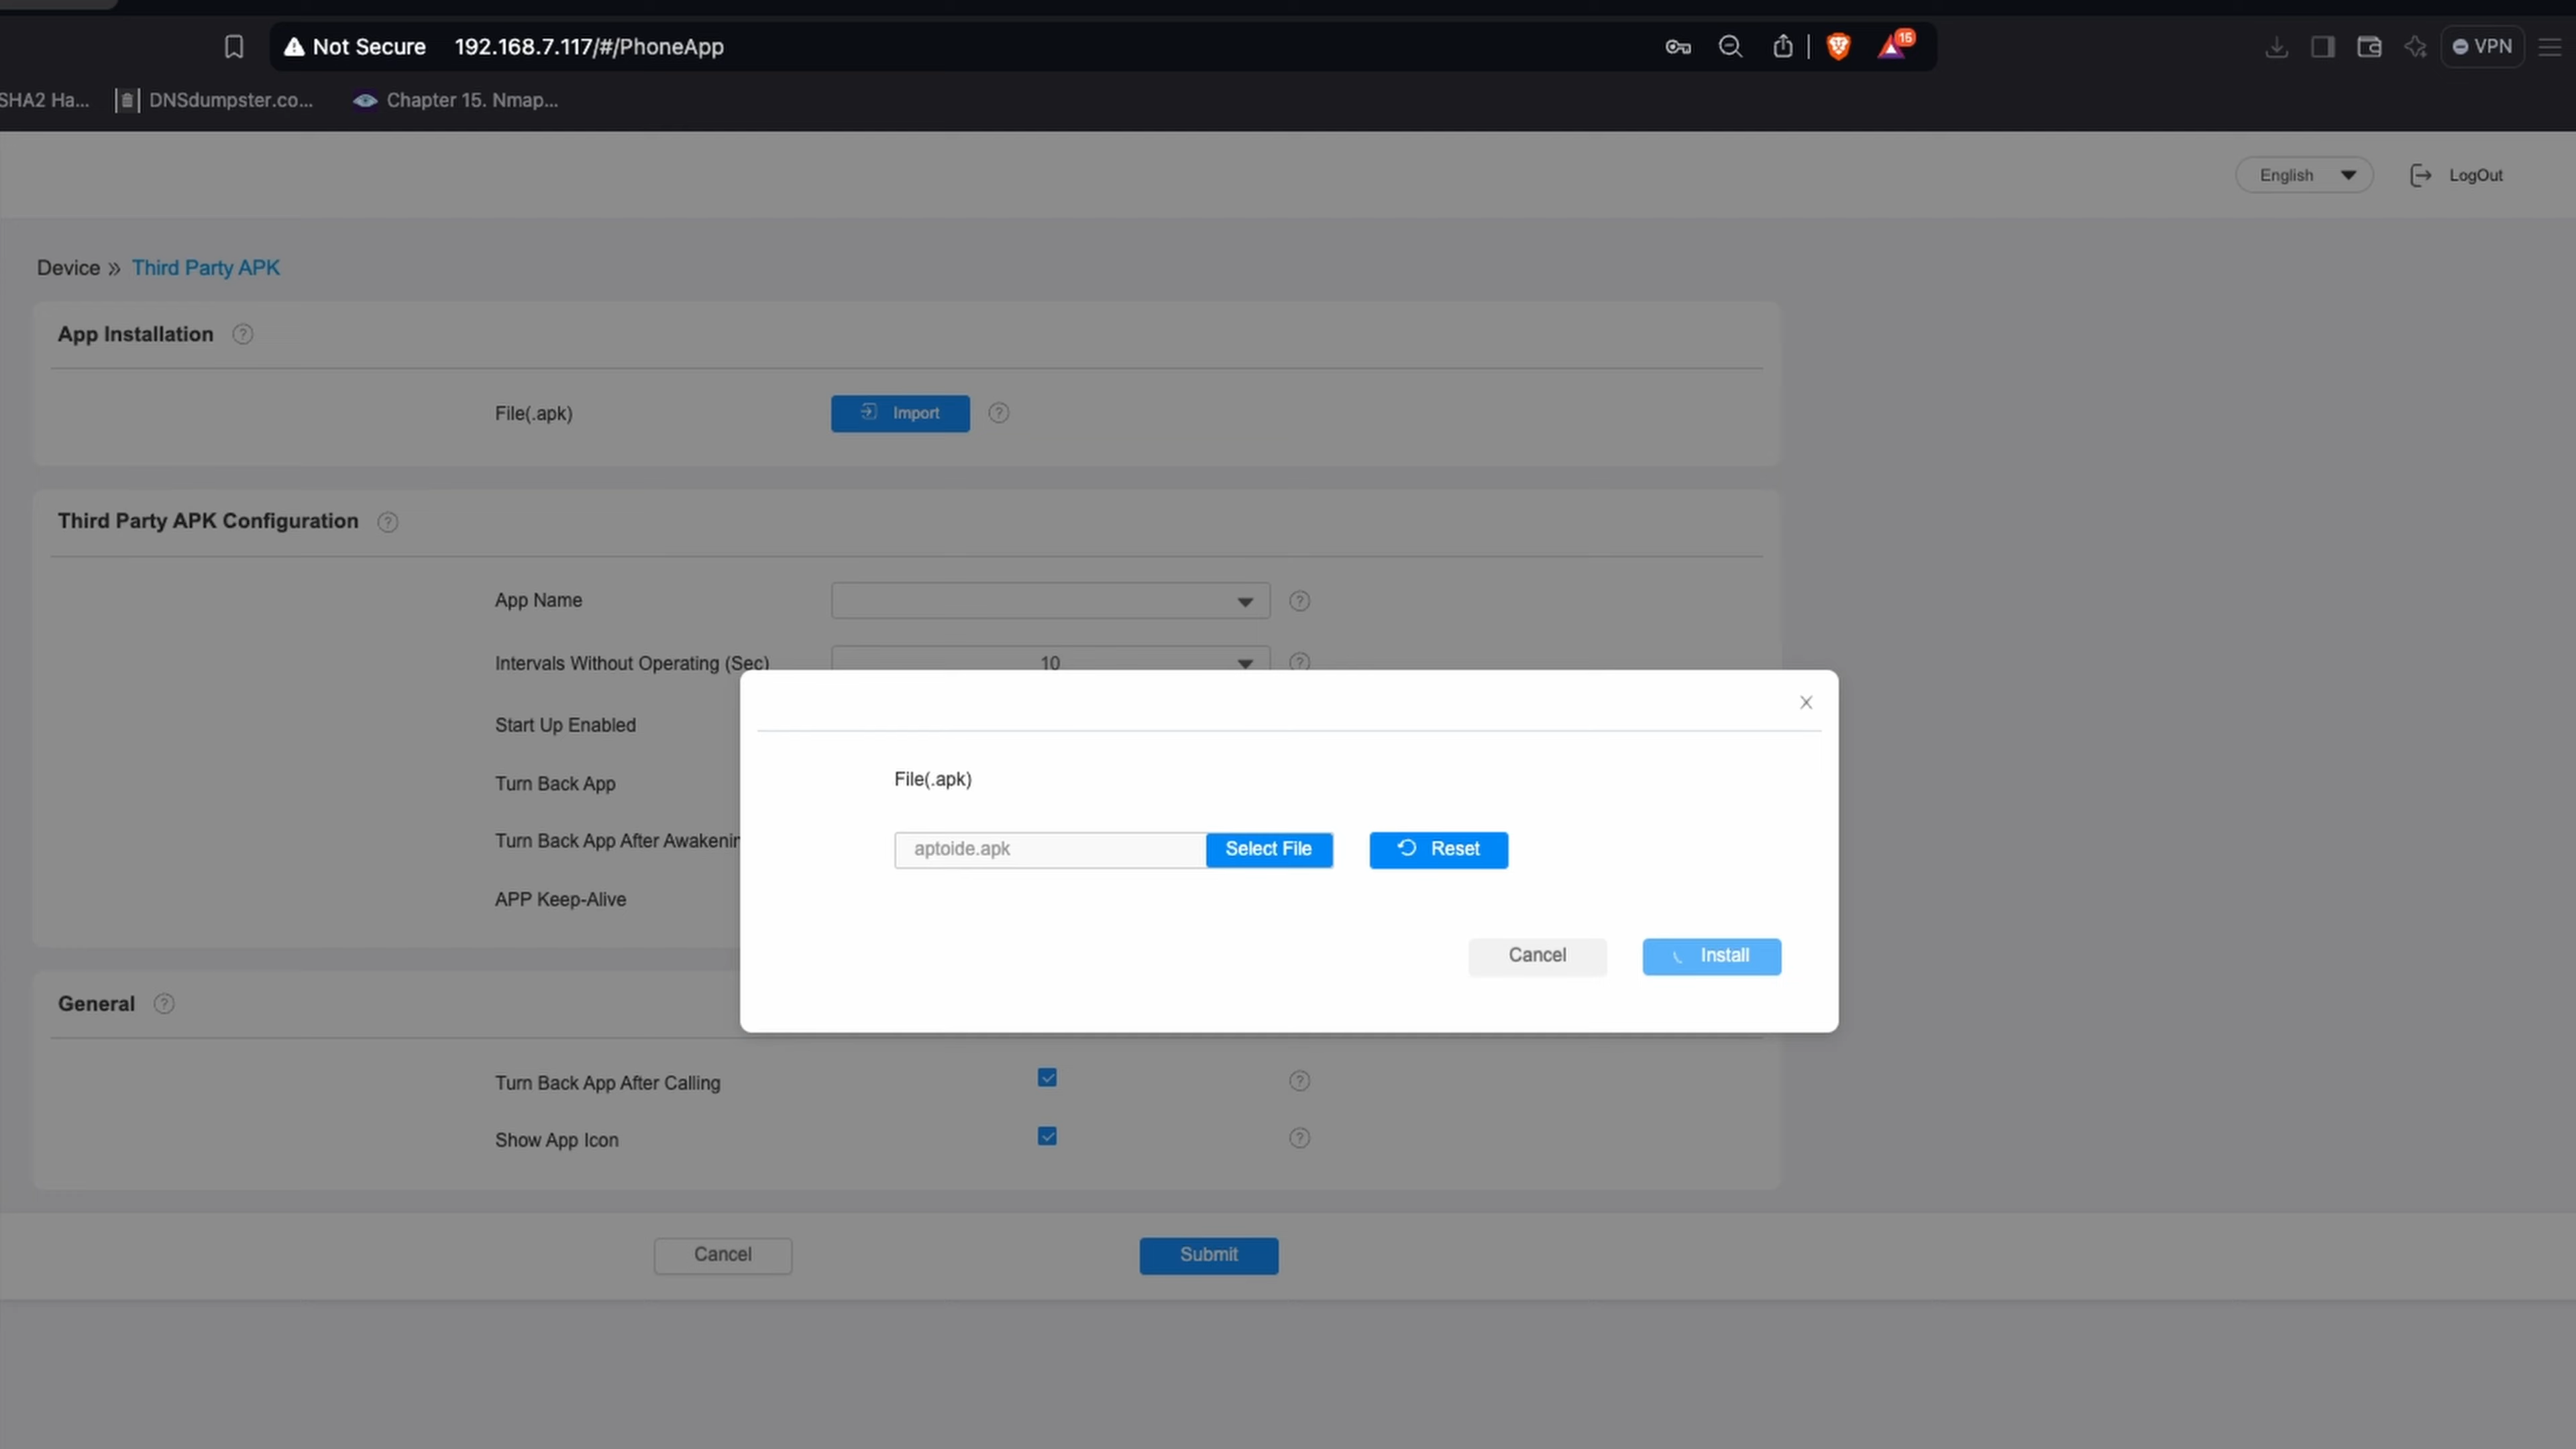 Not Secure 192.168.7.117/#/PhoneApp
15
VPN
SHA2 Ha...
DNSdumpster.co...
Chapter 15. Nmap...
English
LogOut
Device » Third Party APK
App Installation ?
File(.apk)
Import ?
Third Party APK Configuration ?
App Name ?
Intervals Without Operating (Sec) 10 ?
Start Up Enabled
Turn Back App
Turn Back App After Awakenin
APP Keep-Alive
File(.apk)
aptoide.apk Select File Reset
Cancel Install
General ?
Turn Back App After Calling ?
Show App Icon ?
Cancel Submit